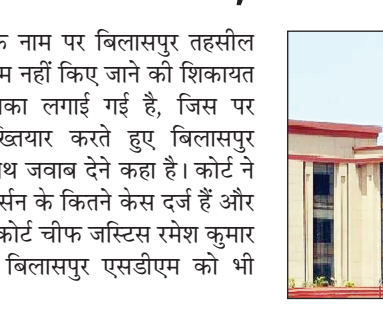 नाम पर बिलासपुर तहसील
नहीं किए जाने की शिकायत
लगाई गई है, जिस पर
करते हुए बिलासपुर
जवाब देने कहा है। कोर्ट ने
के कितने केस दर्ज हैं और
कोर्ट चीफ जस्टिस रमेश कुमार
बिलासपुर एसडीएम को भी